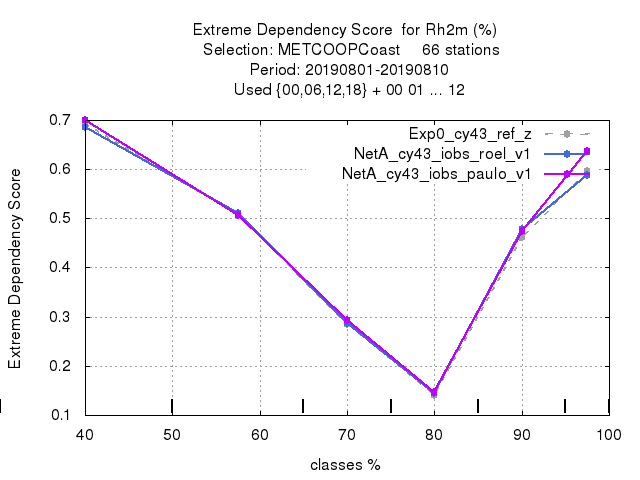 Extreme Dependency Score  for Rh2m (%)
Selection: METCOOPCoast     66 stations
Period: 20190801-20190810
Used {00,06,12,18} + 00 01 ... 12
Exp0_cy43_ref_z
NetA_cy43_iobs_roel_v1
NetA_cy43_iobs_paulo_v1
Extreme Dependency Score
0.7
0.6
0.5
0.4
0.3
0.2
0.1
40 50 60 70 80 90 100
classes %